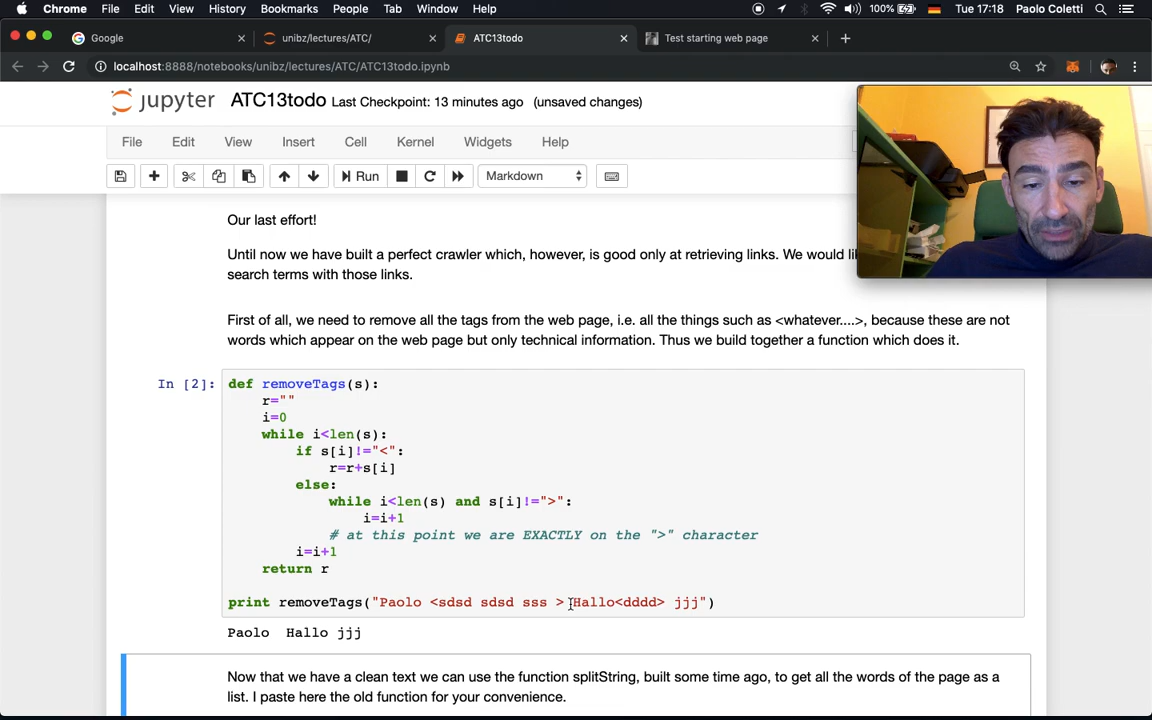 Chrome File Edit View History Bookmarks People Tab Window Help 100% Tue 17:18 Paolo Coletti
Google unibz/lectures/ATC/ ATC13todo Test starting web page
localhost:8888/notebooks/unibz/lectures/ATC/ATC13todo.ipynb
jupyter ATC13todo Last Checkpoint: 13 minutes ago (unsaved changes)
File Edit View Insert Cell Kernel Widgets Help
Run Markdown
Our last effort!
Until now we have built a perfect crawler which, however, is good only at retrieving links. We would
search terms with those links.
First of all, we need to remove all the tags from the web page, i.e. all the things such as <whatever....>, because these are not
words which appear on the web page but only technical information. Thus we build together a function which does it.
In [2]: def removeTags(s):
r=""
i=0
while i<len(s):
if s[i]!="<":
r=r+s[i]
else:
while i<len(s) and s[i]!=">":
i=i+1
# at this point we are EXACTLY on the ">" character
i=i+1
return r
print removeTags("Paolo <sdsd sdsd sss > Hallo<dddd> jjj")
Paolo  Hallo jjj
Now that we have a clean text we can use the function splitString, built some time ago, to get all the words of the page as a
list. I paste here the old function for your convenience.